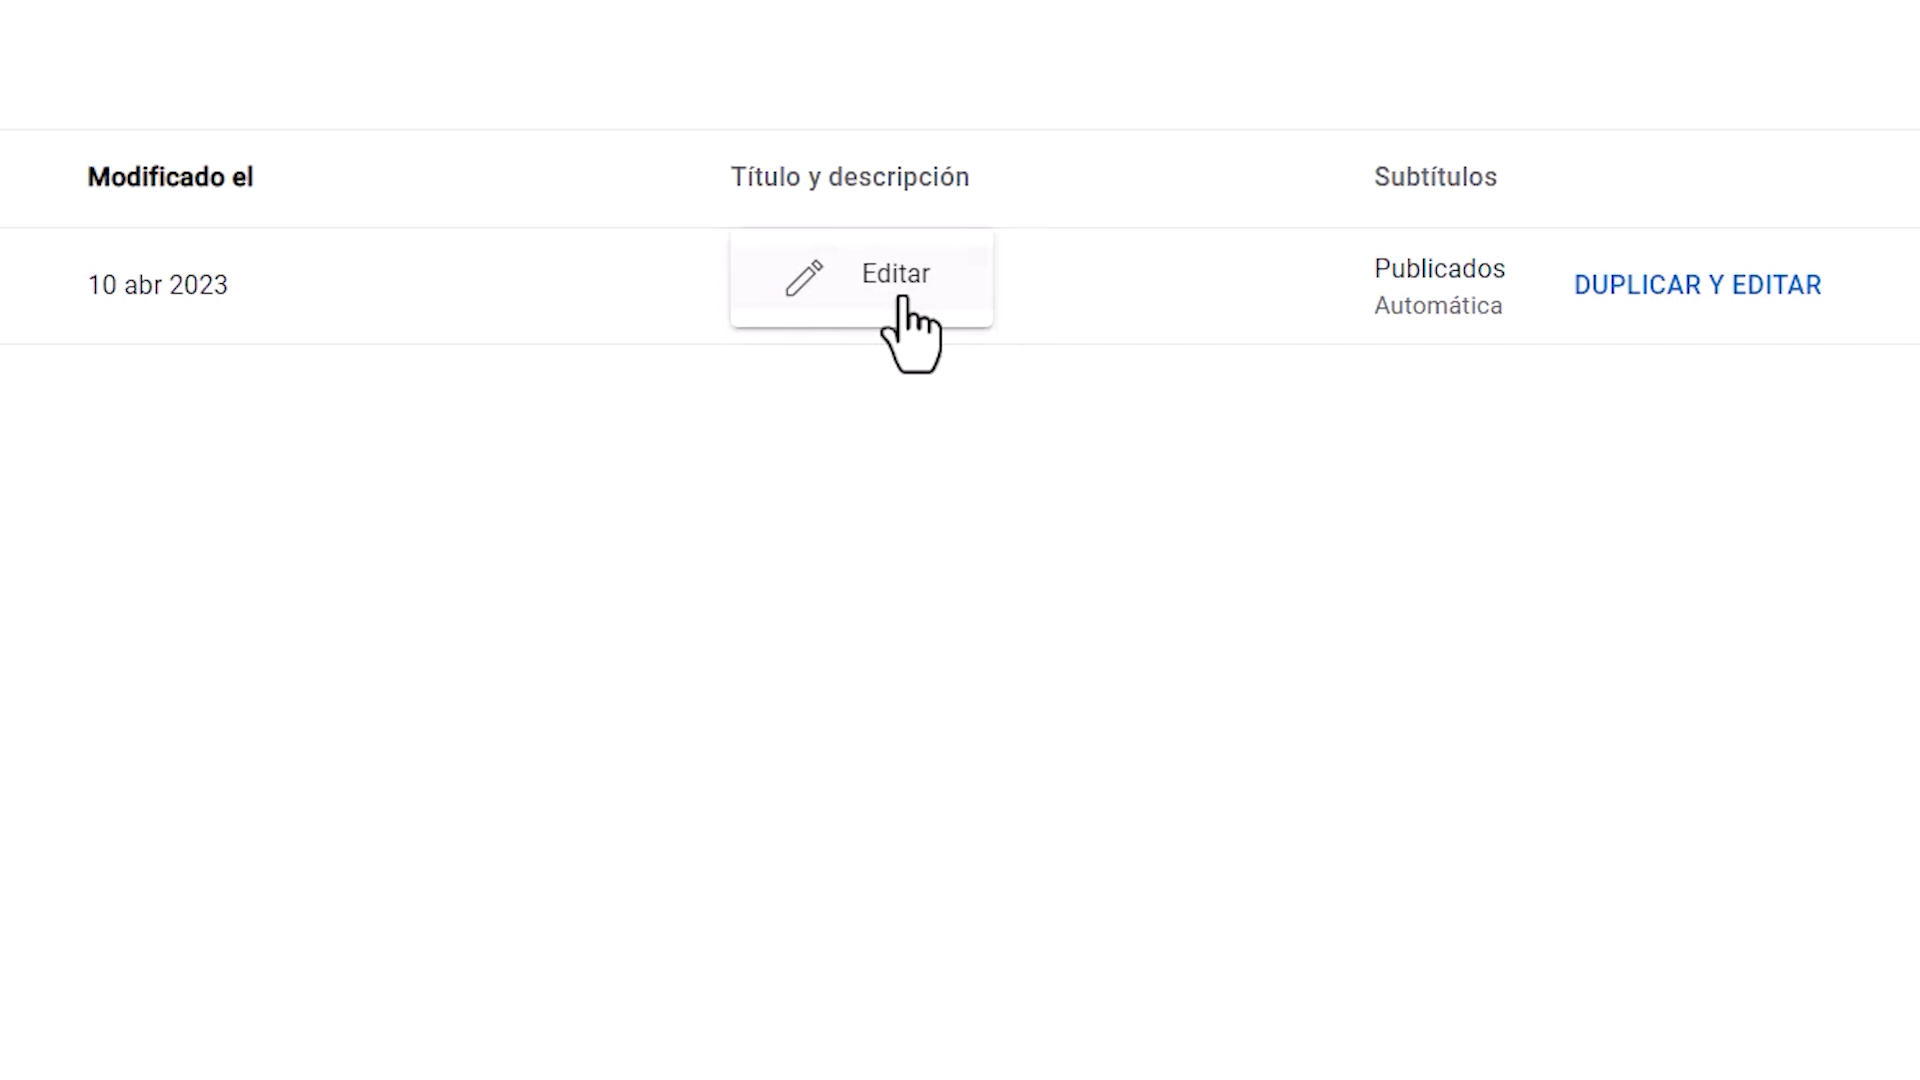 Modificado el
Título y descripción
Subtítulos
10 abr 2023
Editar
Publicados
Automática
DUPLICAR Y EDITAR